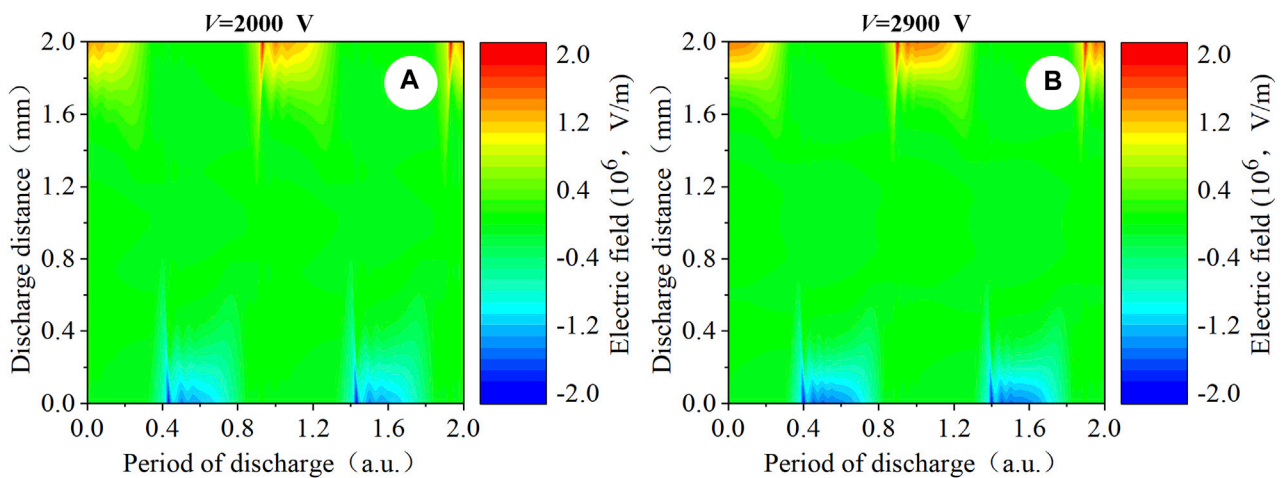 V=2000 V
A
Discharge distance（mm）
2.0
1.6
1.2
0.8
0.4
0.0
0.0 0.4 0.8 1.2 1.6 2.0
Period of discharge（a.u.）
2.0
1.2
0.4
-0.4
-1.2
-2.0
Electric field (10⁶, V/m)
V=2900 V
B
Discharge distance（mm）
2.0
1.6
1.2
0.8
0.4
0.0
0.0 0.4 0.8 1.2 1.6 2.0
Period of discharge（a.u.）
2.0
1.2
0.4
-0.4
-1.2
-2.0
Electric field (10⁶, V/m)